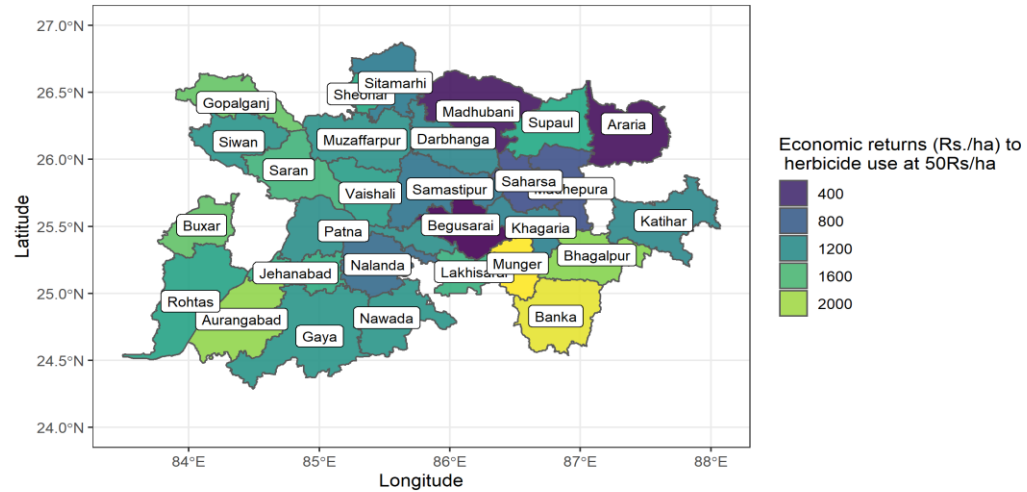 27.0°N
26.5°N
26.0°N
25.5°N
25.0°N
24.5°N
24.0°N
Latitude
Sitamarhi
Gopalganj
Madhubani
Supaul
Araria
Siwan
Muzaffarpur
Darbhanga
Saran
Vaishali
Samastipur
Saharsa
Buxar
Patna
Begusarai
Khagaria
Katihar
Jehanabad
Nalanda
Munger
Bhagalpur
Rohtas
Aurangabad
Gaya
Nawada
Banka
84°E
85°E
86°E
87°E
88°E
Longitude
Economic returns (Rs./ha) to
herbicide use at 50Rs/ha
400
800
1200
1600
2000